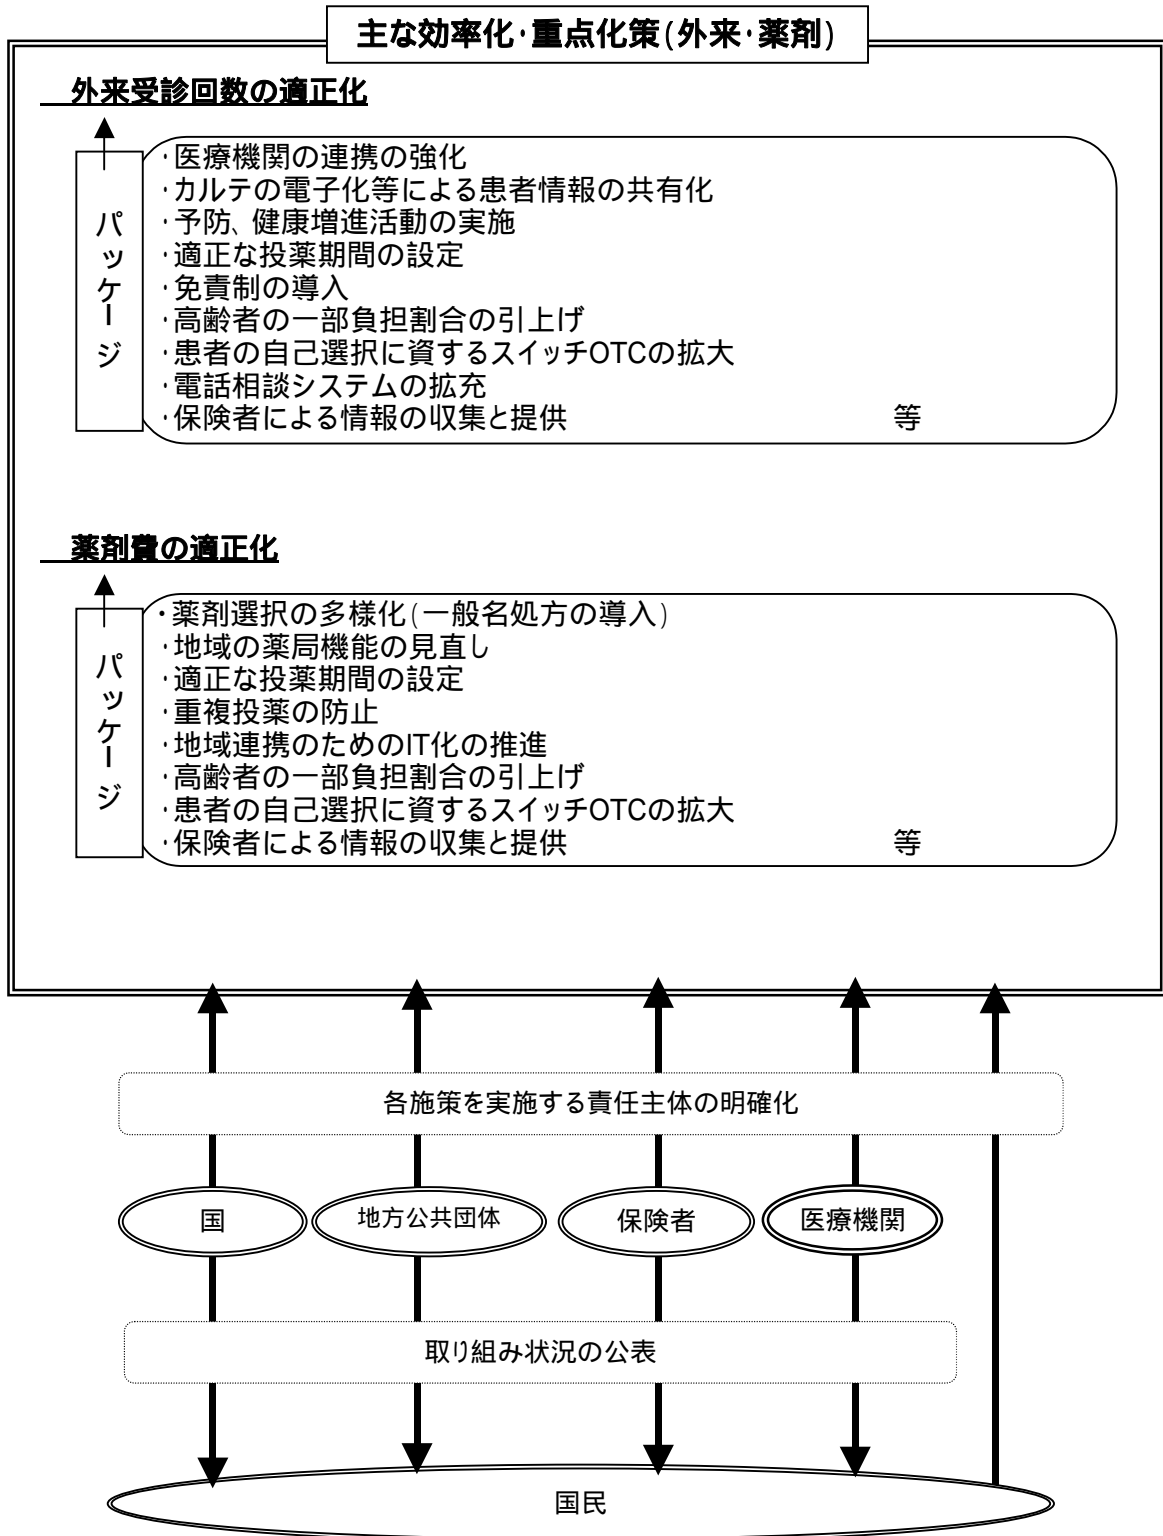 主な効率化・重点化策(外来・薬剤)
外来受診回数の適正化
パッケージ
・医療機関の連携の強化
・カルテの電子化等による患者情報の共有化
・予防、健康増進活動の実施
・適正な投薬期間の設定
・免責制の導入
・高齢者の一部負担割合の引上げ
・患者の自己選択に資するスイッチOTCの拡大
・電話相談システムの拡充
・保険者による情報の収集と提供 等
薬剤費の適正化
パッケージ
・薬剤選択の多様化(一般名処方の導入)
・地域の薬局機能の見直し
・適正な投薬期間の設定
・重複投薬の防止
・地域連携のためのIT化の推進
・高齢者の一部負担割合の引上げ
・患者の自己選択に資するスイッチOTCの拡大
・保険者による情報の収集と提供 等
各施策を実施する責任主体の明確化
国 地方公共団体 保険者 医療機関
取り組み状況の公表
国民